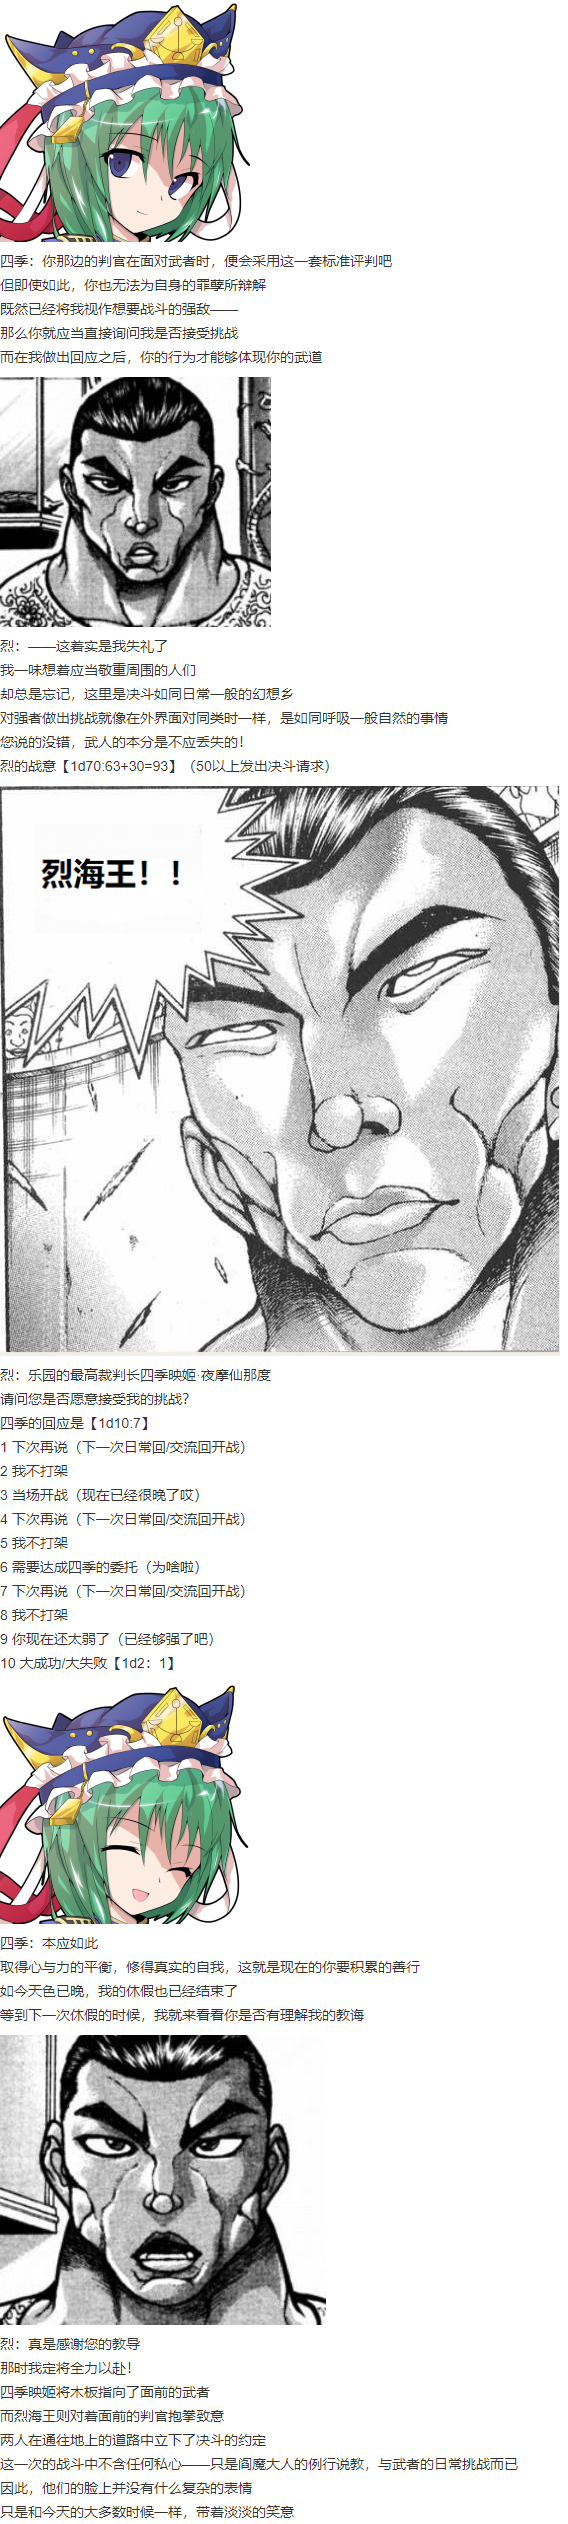 四季：你那边的判官在面对武者时，便会采用这一套标准评判吧
但即使如此，你也无法为自身的罪孽所辩解
既然已经将我视作想要战斗的强敌——
那么你就应当直接询问我是否接受挑战
而在我做出回应之后，你的行为才能够体现你的武道
烈：——这着实是我失礼了
我一味想着应当敬重周围的人们
却总是忘记，这里是决斗如同日常一般的幻想乡
对强者做出挑战就像在外界面对同类时一样，是如同呼吸一般自然的事情
您说的没错，武人的本分是不应丢失的！
烈的战意【1d70:63+30=93】（50以上发出决斗请求）
烈海王！！
烈：乐园的最高裁判长四季映姬·夜摩仙那度
请问您是否愿意接受我的挑战？
四季的回应是【1d10:7】
1 下次再说（下一次日常回/交流回开战）
2 我不打架
3 当场开战（现在已经很晚了哎）
4 下次再说（下一次日常回/交流回开战）
5 我不打架
6 需要达成四季的委托（为啥啦）
7 下次再说（下一次日常回/交流回开战）
8 我不打架
9 你现在还太弱了（已经够强了吧）
10 大成功/大失败【1d2：1】
四季：本应如此
取得心与力的平衡，修得真实的自我，这就是现在的你要积累的善行
如今天色已晚，我的休假也已经结束了
等到下一次休假的时候，我就来看看你是否有理解我的教诲
烈：真是感谢您的教导
那时我定将全力以赴！
四季映姬将木板指向了面前的武者
而烈海王则对着面前的判官抱拳致意
两人在通往地上的道路中立下了决斗的约定
这一次的战斗中不含任何私心——只是阎魔大人的例行说教，与武者的日常挑战而已
因此，他们的脸上并没有什么复杂的表情
只是和今天的大多数时候一样，带着淡淡的笑意